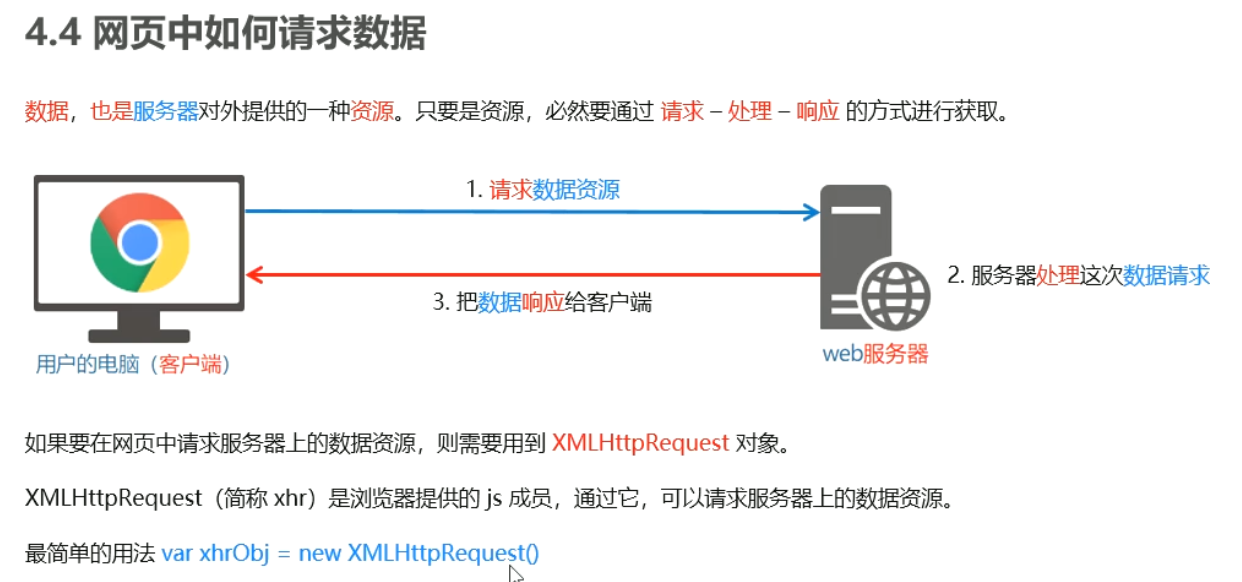 4.4 网页中如何请求数据
数据，也是服务器对外提供的一种资源。只要是资源，必然要通过 请求 – 处理 – 响应 的方式进行获取。
1. 请求数据资源
2. 服务器处理这次数据请求
3. 把数据响应给客户端
用户的电脑（客户端）
web服务器
如果要在网页中请求服务器上的数据资源，则需要用到 XMLHttpRequest 对象。
XMLHttpRequest（简称 xhr）是浏览器提供的 js 成员，通过它，可以请求服务器上的数据资源。
最简单的用法 var xhrObj = new XMLHttpRequest()